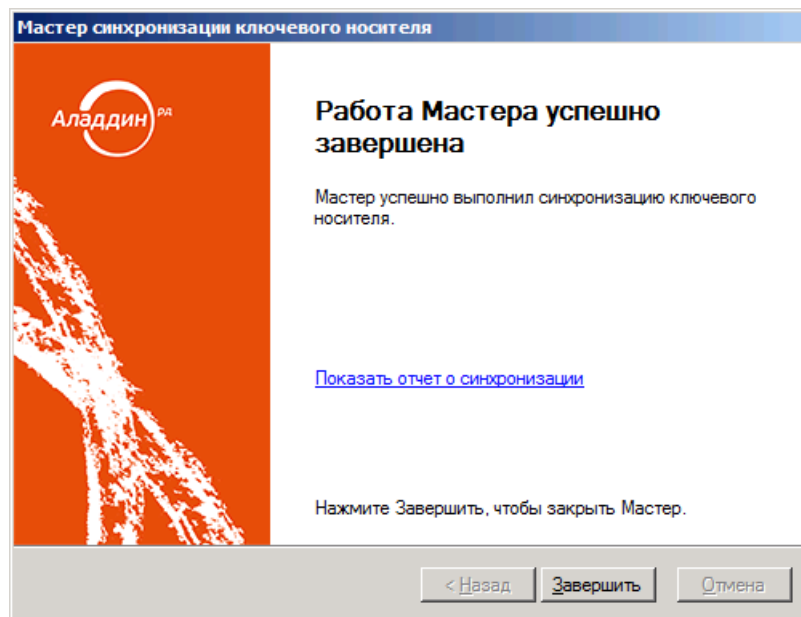 Мастер синхронизации ключевого носителя
Аладдин РД
Работа Мастера успешно
завершена
Мастер успешно выполнил синхронизацию ключевого
носителя.
Показать отчет о синхронизации
Нажмите Завершить, чтобы закрыть Мастер.
< Назад Завершить Отмена